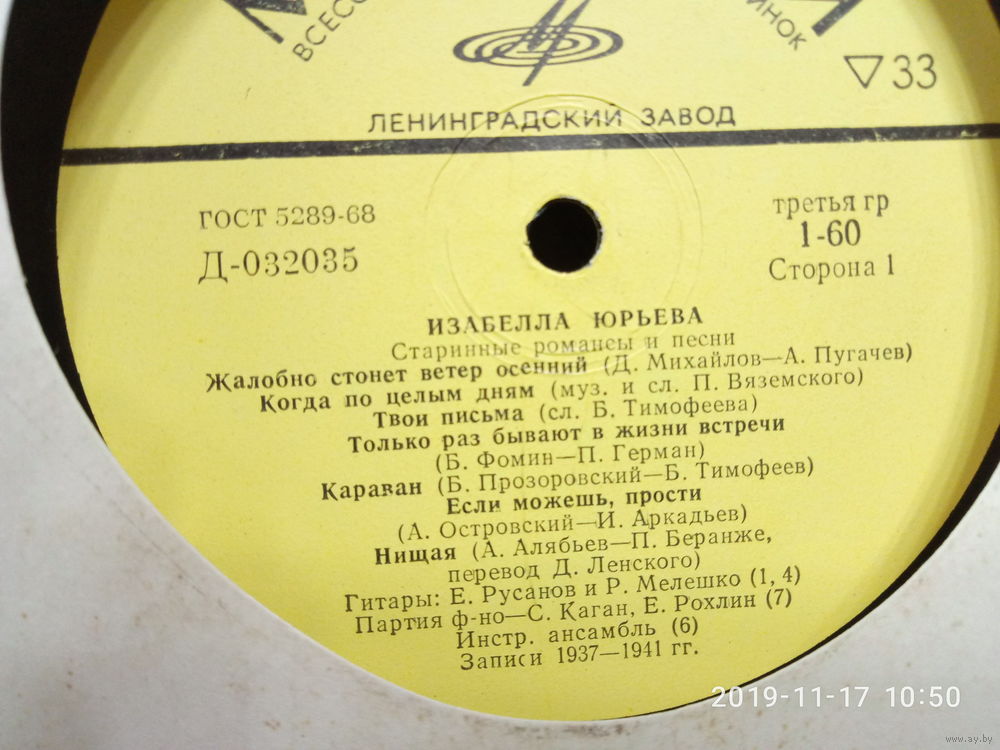 ▽33
ЛЕНИНГРАДСКИЙ ЗАВОД
ГОСТ 5289-68
Д-032035
третья гр
1-60
Сторона 1
ИЗАБЕЛЛА ЮРЬЕВА
Старинные романсы и песни
Жалобно стонет ветер осенний (Д. Михайлов—А. Пугачев)
Когда по целым дням (муз. и сл. П. Вяземского)
Твои письма (сл. Б. Тимофеева)
Только раз бывают в жизни встречи
(Б. Фомин—П. Герман)
Караван (Б. Прозоровский—Б. Тимофеев)
Если можешь, прости
(А. Островский—И. Аркадьев)
Нищая (А. Алябьев—П. Беранже,
перевод Д. Ленского)
Гитары: Е. Русанов и Р. Мелешко (1, 4)
Партия ф-но—С. Каган, Е. Рохлин (7)
Инстр. ансамбль (6)
Записи 1937—1941 гг.
2019-11-17 10:50
www.ay.by